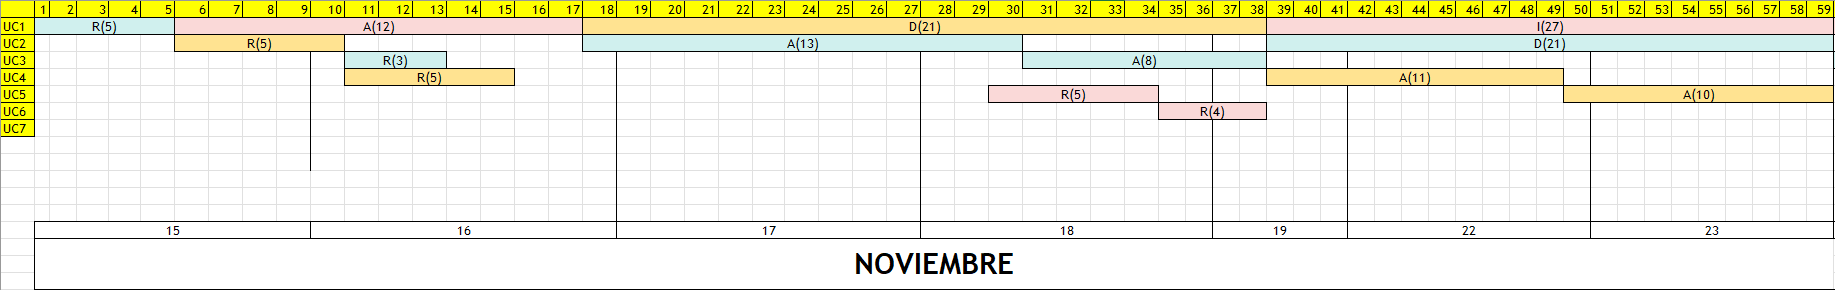 1 2 3 4 5 6 7 8 9 10 11 12 13 14 15 16 17 18 19 20 21 22 23 24 25 26 27 28 29 30 31 32 33 34 35 36 37 38 39 40 41 42 43 44 45 46 47 48 49 50 51 52 53 54 55 56 57 58 59
UC1 R(5) A(12) D(21) I(27)
UC2 R(5) A(13) D(21)
UC3 R(3) A(8)
UC4 R(5) A(11)
UC5 R(5) A(10)
UC6 R(4)
UC7
15 16 17 18 19 22 23
NOVIEMBRE